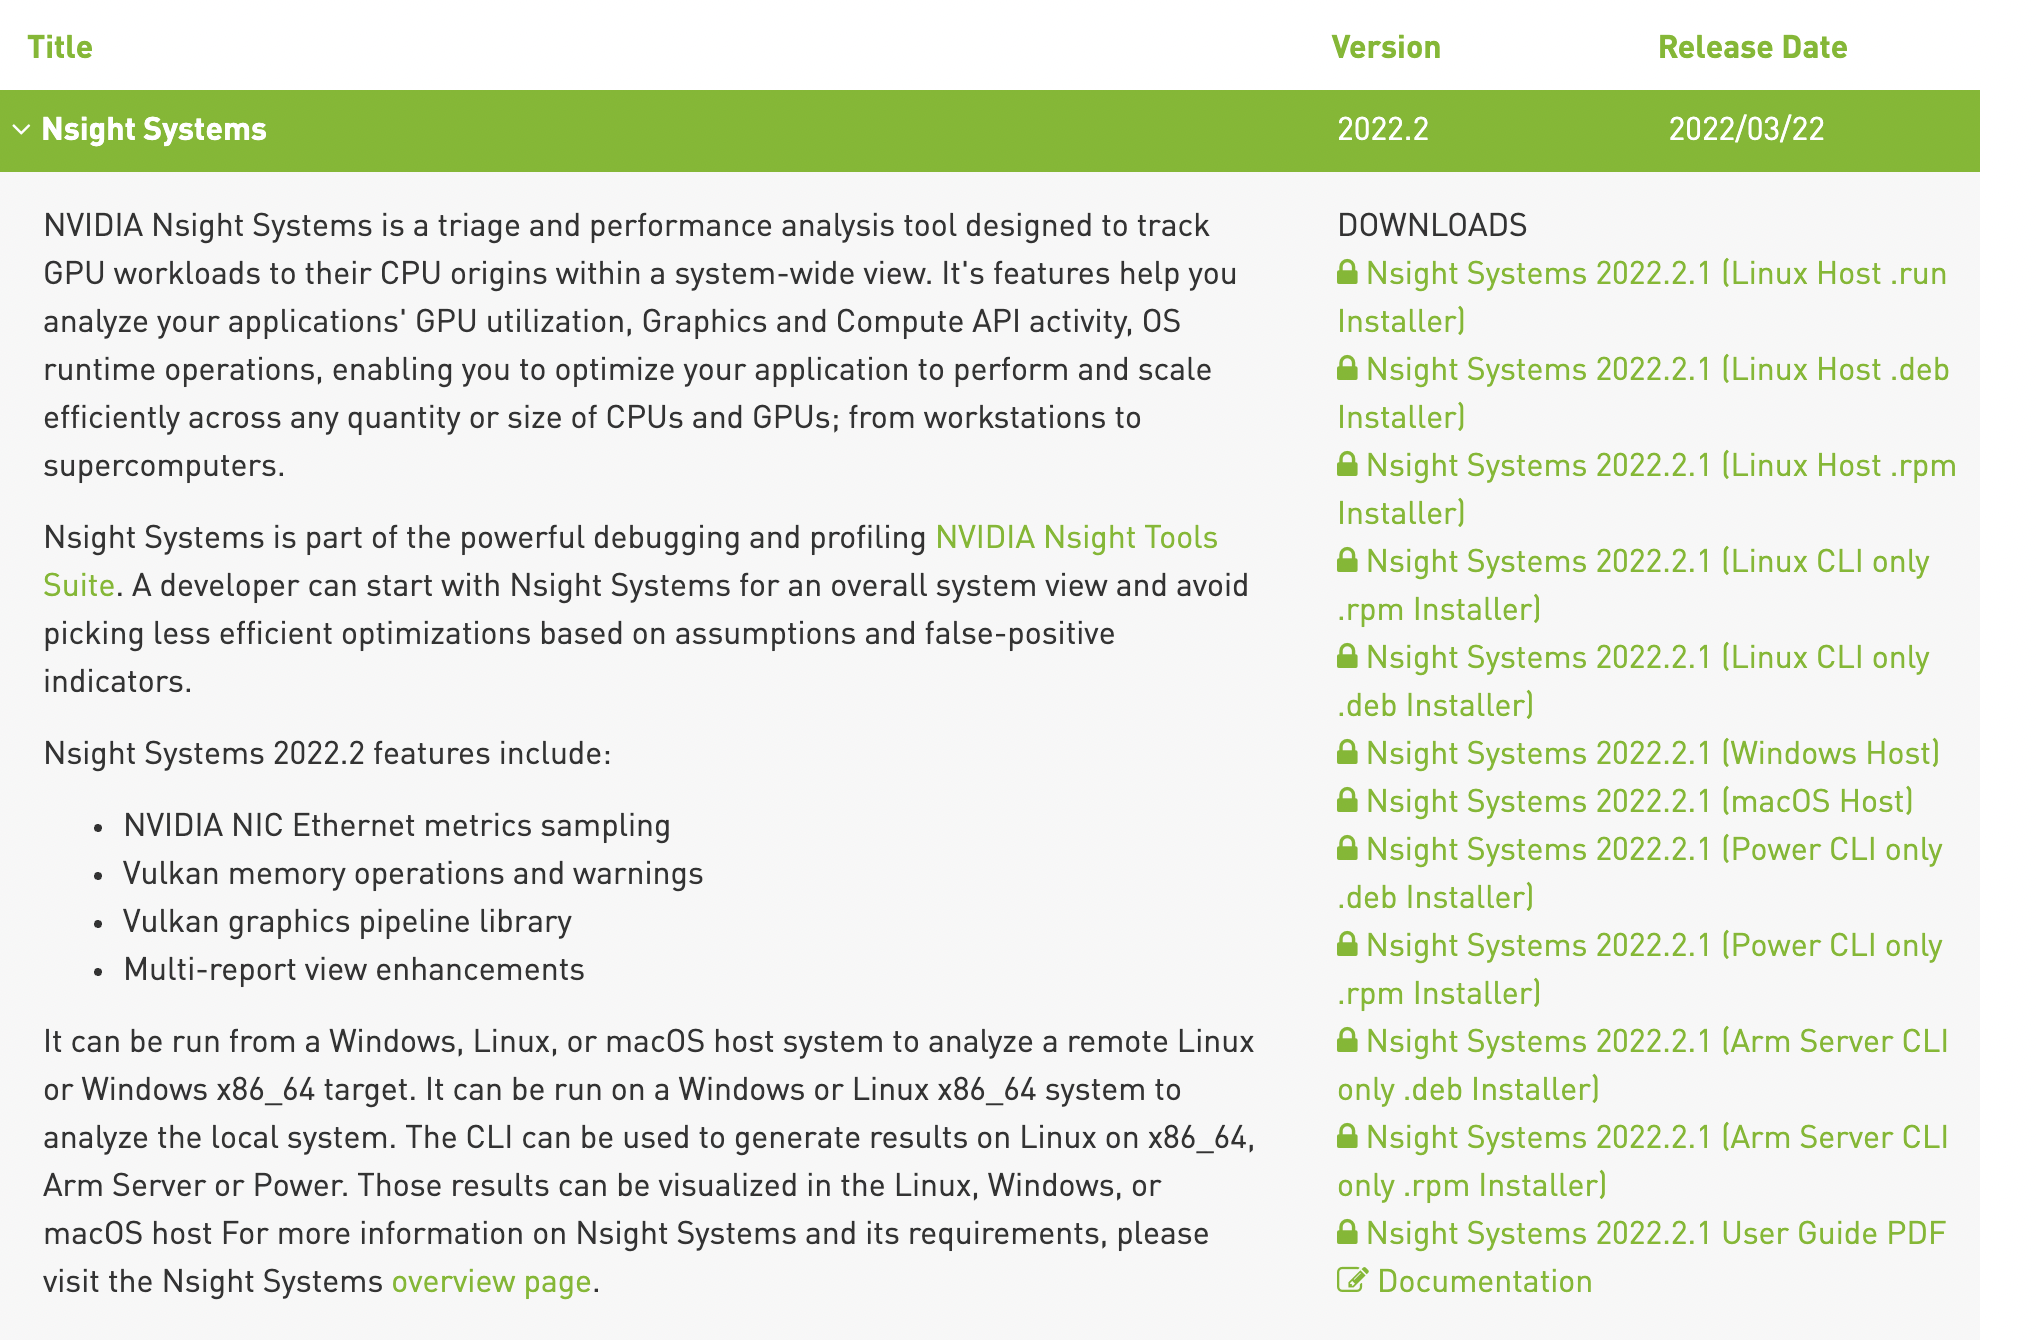 Title
Version
Release Date
Nsight Systems
2022.2
2022/03/22
NVIDIA Nsight Systems is a triage and performance analysis tool designed to track
GPU workloads to their CPU origins within a system-wide view. It's features help you
analyze your applications' GPU utilization, Graphics and Compute API activity, OS
runtime operations, enabling you to optimize your application to perform and scale
efficiently across any quantity or size of CPUs and GPUs; from workstations to
supercomputers.
Nsight Systems is part of the powerful debugging and profiling NVIDIA Nsight Tools
Suite. A developer can start with Nsight Systems for an overall system view and avoid
picking less efficient optimizations based on assumptions and false-positive
indicators.
Nsight Systems 2022.2 features include:
• NVIDIA NIC Ethernet metrics sampling
• Vulkan memory operations and warnings
• Vulkan graphics pipeline library
• Multi-report view enhancements
It can be run from a Windows, Linux, or macOS host system to analyze a remote Linux
or Windows x86_64 target. It can be run on a Windows or Linux x86_64 system to
analyze the local system. The CLI can be used to generate results on Linux on x86_64,
Arm Server or Power. Those results can be visualized in the Linux, Windows, or
macOS host For more information on Nsight Systems and its requirements, please
visit the Nsight Systems overview page.
DOWNLOADS
Nsight Systems 2022.2.1 (Linux Host .run
Installer)
Nsight Systems 2022.2.1 (Linux Host .deb
Installer)
Nsight Systems 2022.2.1 (Linux Host .rpm
Installer)
Nsight Systems 2022.2.1 (Linux CLI only
.rpm Installer)
Nsight Systems 2022.2.1 (Linux CLI only
.deb Installer)
Nsight Systems 2022.2.1 (Windows Host)
Nsight Systems 2022.2.1 (macOS Host)
Nsight Systems 2022.2.1 (Power CLI only
.deb Installer)
Nsight Systems 2022.2.1 (Power CLI only
.rpm Installer)
Nsight Systems 2022.2.1 (Arm Server CLI
only .deb Installer)
Nsight Systems 2022.2.1 (Arm Server CLI
only .rpm Installer)
Nsight Systems 2022.2.1 User Guide PDF
Documentation